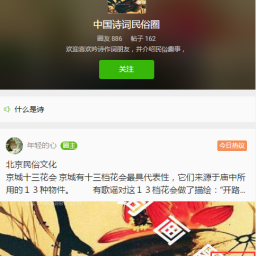 中国诗词民俗圈
圈友 886 帖子 162
欢迎喜欢吟诗作词朋友，并介绍民俗趣事，
关注
什么是诗
年轻的心 圈主
今日热议
北京民俗文化
京城十三花会 京城有十三档花会最具代表性，它们来源于庙中所
用的１３种物件。 有歌谣对这１３档花会做了描绘：“开路...
画